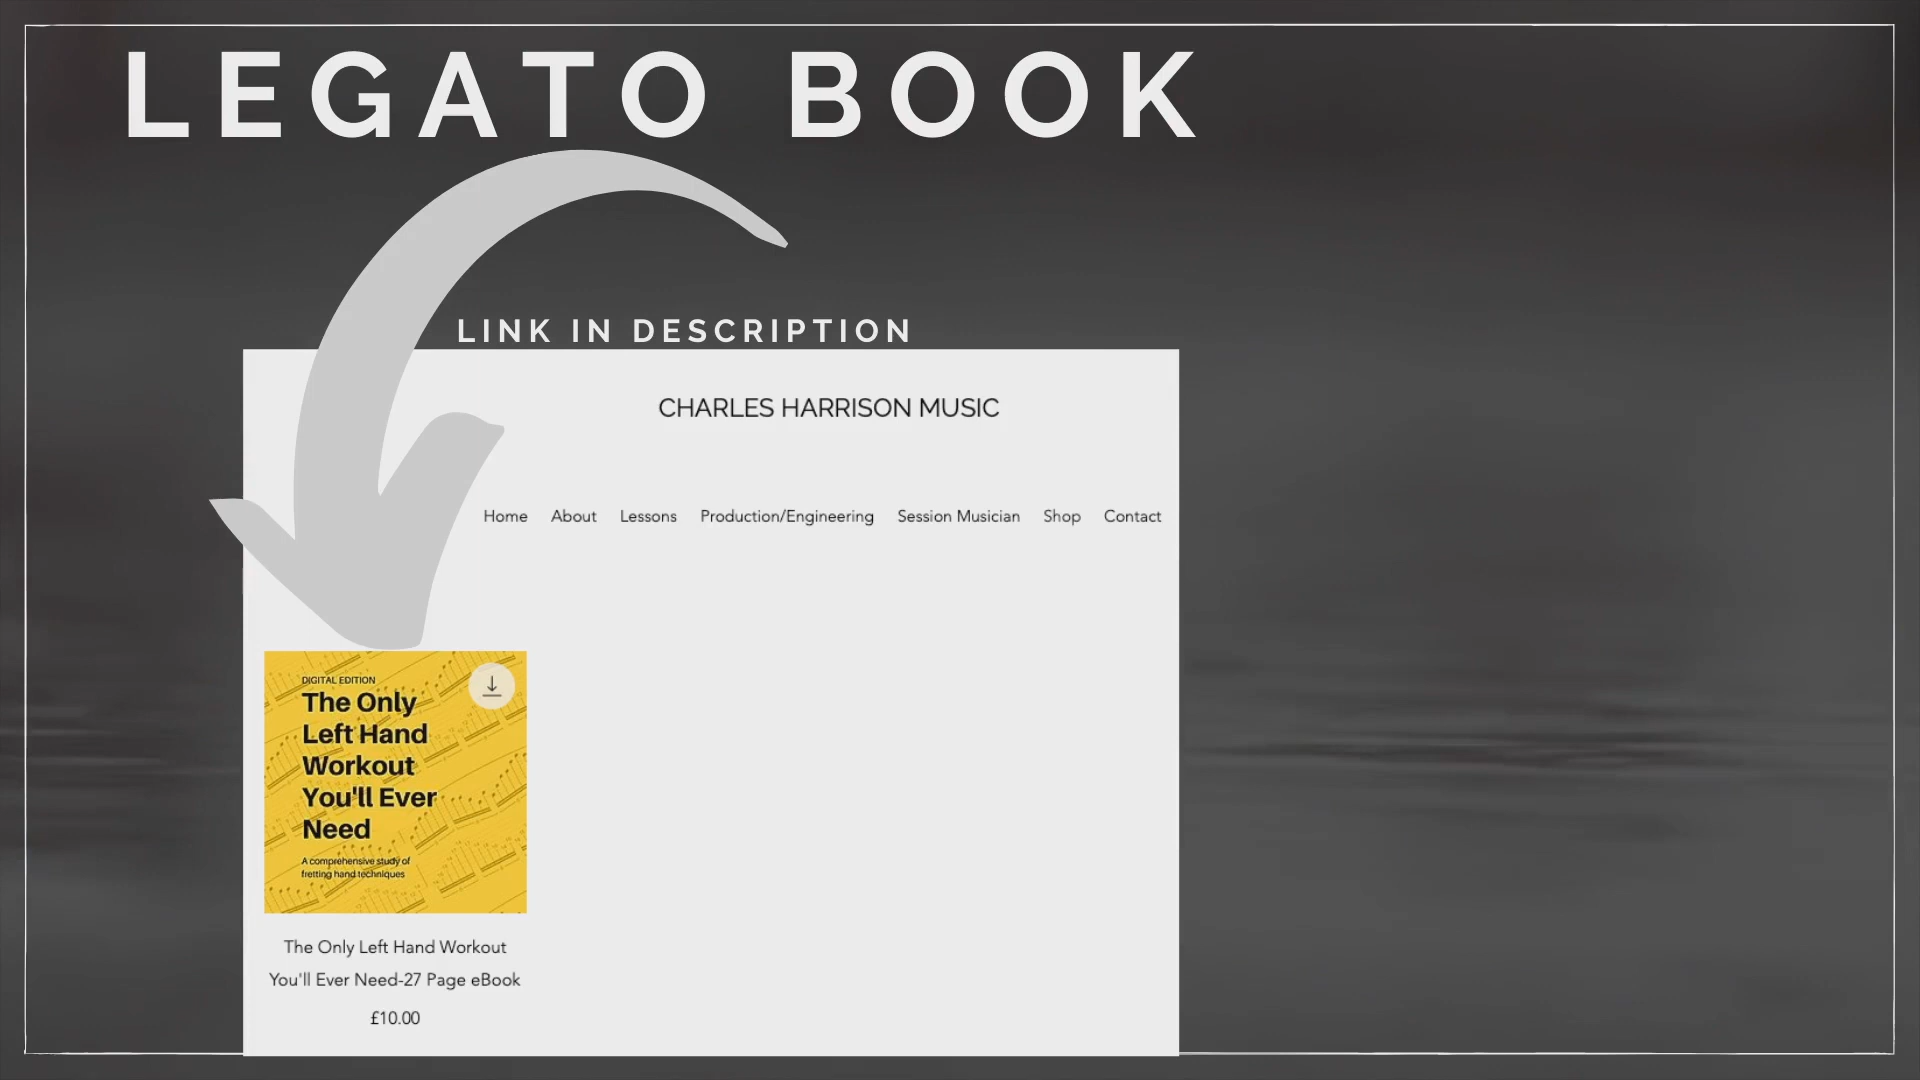 LEGATO BOOK
LINK IN DESCRIPTION
CHARLES HARRISON MUSIC
Home About Lessons Production/Engineering Session Musician Shop Contact
DIGITAL EDITION
The Only
Left Hand
Workout
You'll Ever
Need
A comprehensive study of
fretting hand techniques
The Only Left Hand Workout
You'll Ever Need-27 Page eBook
£10.00